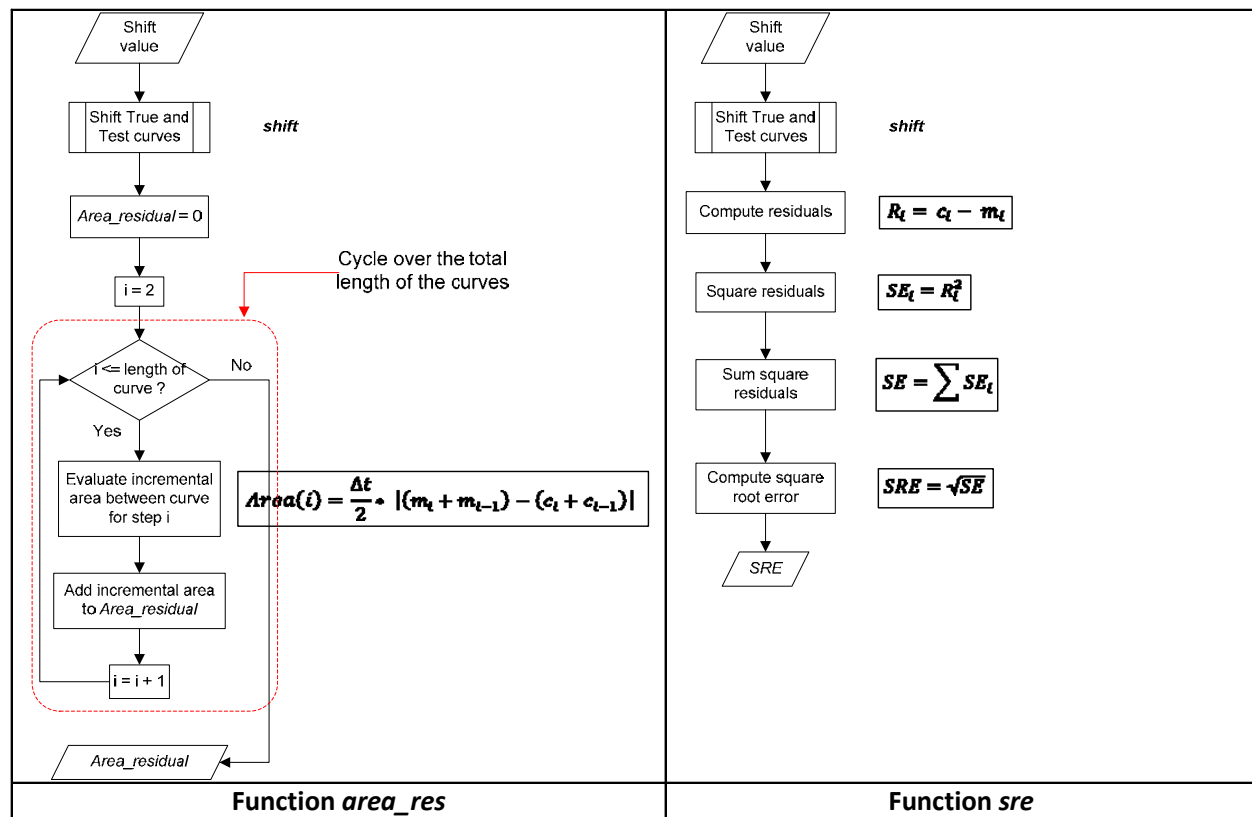 Shift
value
Shift True and
Test curves
shift
Area_residual = 0
i = 2
Cycle over the total
length of the curves
i <= length of
curve ?
No
Yes
Evaluate incremental
area between curve
for step i
Area(i) = Δt/2 * |(m_i + m_{i-1}) − (c_i + c_{i-1})|
Add incremental area
to Area_residual
i = i + 1
Area_residual
Function area_res
Shift
value
Shift True and
Test curves
shift
Compute residuals
R_i = c_i − m_i
Square residuals
SE_i = R_i^2
Sum square
residuals
SE = ∑ SE_i
Compute square
root error
SRE = √SE
SRE
Function sre